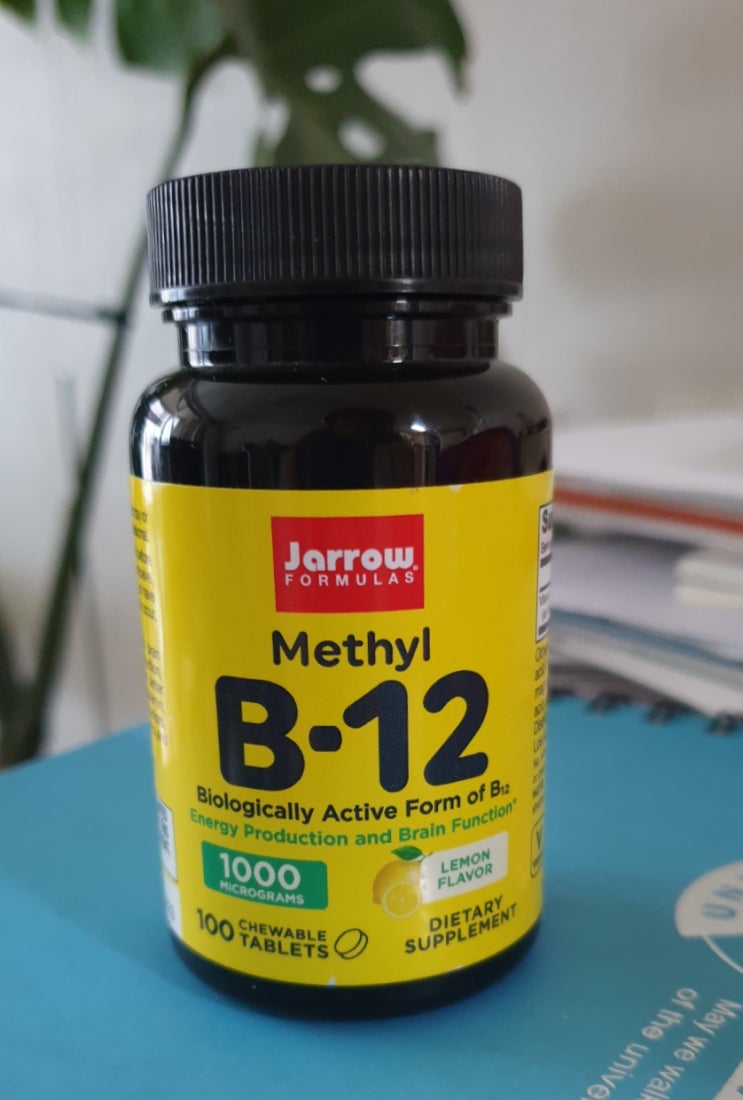 Jarrow
FORMULAS
Methyl
B-12
Biologically Active Form of B₁₂
Energy Production and Brain Function*
1000
MICROGRAMS
LEMON
FLAVOR
100 CHEWABLE
TABLETS
DIETARY
SUPPLEMENT
May we walk
of the